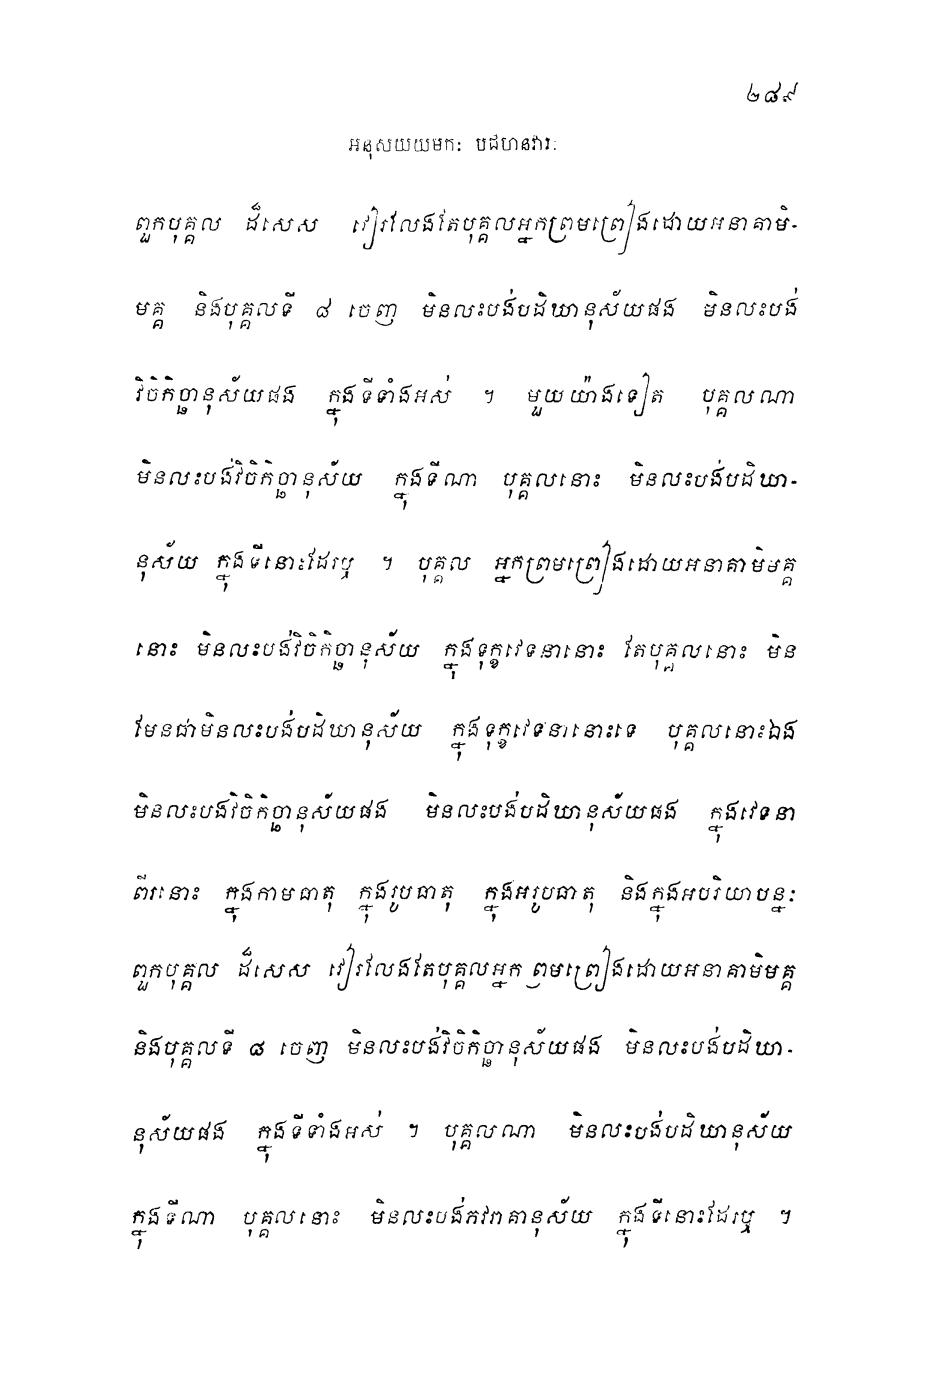 ២៨៩
អនុសយយមកៈ បជហនវារៈ
ពួកបុគ្គល ដ៏សេស វៀរលែងតែបុគ្គលអ្នកព្រមព្រៀងដោយអនាគាមិ-
មគ្គ និងបុគ្គលទី ៨ ចេញ មិនលះបង់បដិឃានុស័យផង មិនលះបង់
វិចិកិច្ឆានុស័យផង ក្នុងទីទាំងអស់ ។ មួយយ៉ាងទៀត បុគ្គលណា
មិនលះបង់វិចិកិច្ឆានុស័យ ក្នុងទីណា បុគ្គលនោះ មិនលះបង់បដិឃា-
នុស័យ ក្នុងទីនោះដែរឬ ។ បុគ្គល អ្នកព្រមព្រៀងដោយអនាគាមិមគ្គ
នោះ មិនលះបង់វិចិកិច្ឆានុស័យ ក្នុងទុក្ខវេទនានោះ តែបុគ្គលនោះ មិន
មែនជាមិនលះបង់បដិឃានុស័យ ក្នុងទុក្ខវេទនានោះទេ បុគ្គលនោះឯង
មិនលះបង់វិចិកិច្ឆានុស័យផង មិនលះបង់បដិឃានុស័យផង ក្នុងវេទនា
ពីរនោះ ក្នុងកាមធាតុ ក្នុងរូបធាតុ ក្នុងអរូបធាតុ និងក្នុងអបរិយាបន្នៈ
ពួកបុគ្គល ដ៏សេស វៀរលែងតែបុគ្គលអ្នក ព្រមព្រៀងដោយអនាគាមិមគ្គ
និងបុគ្គលទី ៨ ចេញ មិនលះបង់វិចិកិច្ឆានុស័យផង មិនលះបង់បដិឃា-
នុស័យផង ក្នុងទីទាំងអស់ ។ បុគ្គលណា មិនលះបង់បដិឃានុស័យ
ក្នុងទីណា បុគ្គលនោះ មិនលះបង់ភវរាគានុស័យ ក្នុងទីនោះដែរឬ ។